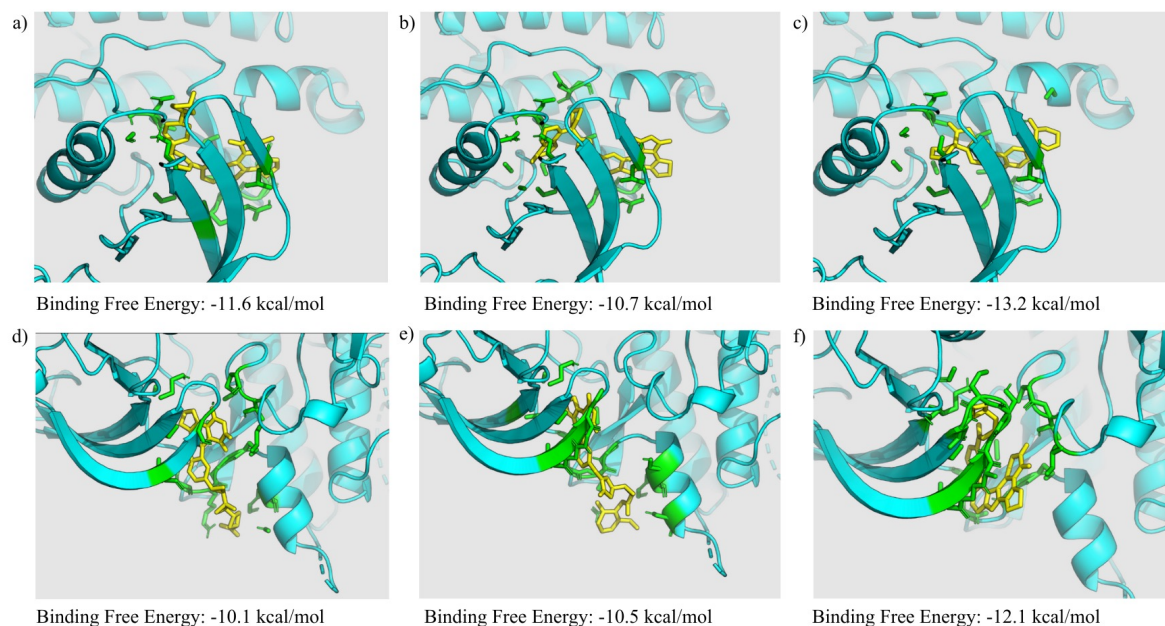 a) b) c)
Binding Free Energy: -11.6 kcal/mol Binding Free Energy: -10.7 kcal/mol Binding Free Energy: -13.2 kcal/mol
d) e) f)
Binding Free Energy: -10.1 kcal/mol Binding Free Energy: -10.5 kcal/mol Binding Free Energy: -12.1 kcal/mol